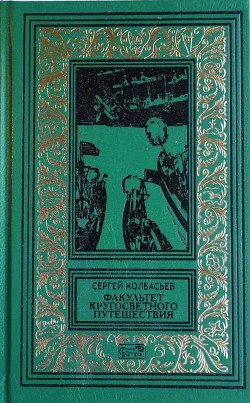 СЕРГЕЙ КОЛБАСЬЕВ
ФАКУЛЬТЕТ
КРУГОСВЕТНОГО
ПУТЕШЕСТВИЯ